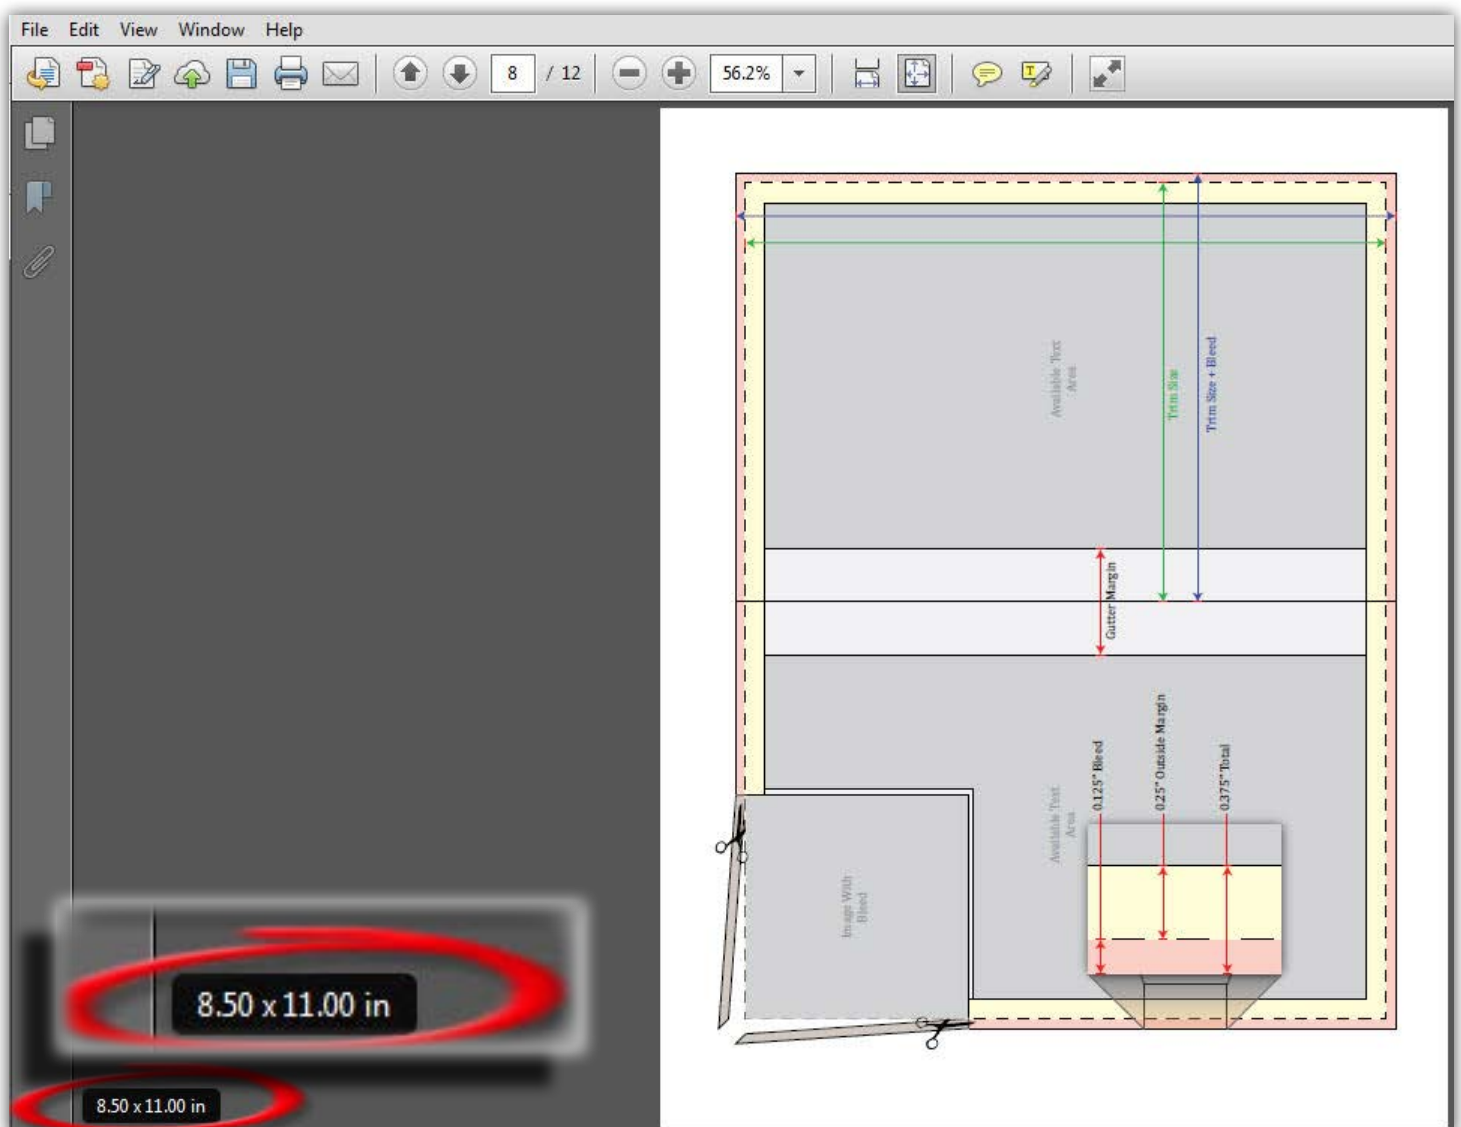 File Edit View Window Help
8 / 12 56.2%
Available Text
Area
Trim Size
Trim Size + Bleed
Gutter Margin
0.125" Bleed
0.25" Outside Margin
0.375" Total
Available Text
Area
Image With
Bleed
8.50 x 11.00 in
8.50 x 11.00 in